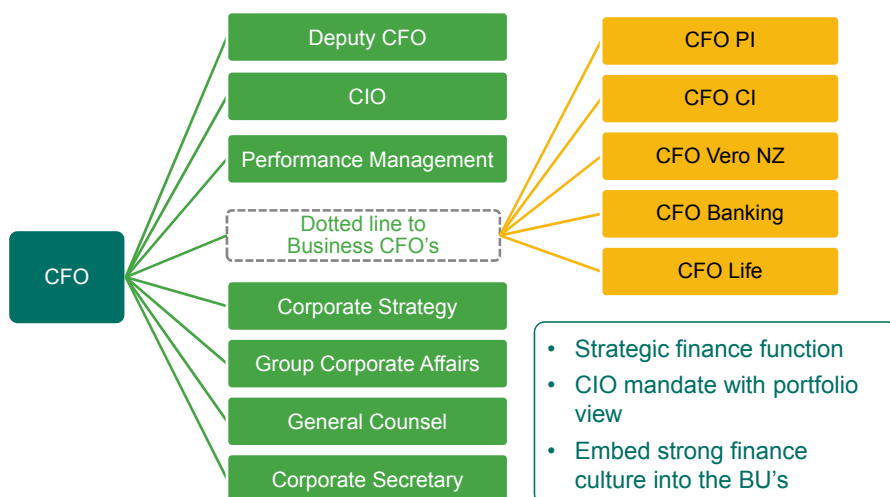 CFO
Deputy CFO
CIO
Performance Management
Dotted line to
Business CFO's
Corporate Strategy
Group Corporate Affairs
General Counsel
Corporate Secretary
CFO PI
CFO CI
CFO Vero NZ
CFO Banking
CFO Life
• Strategic finance function
• CIO mandate with portfolio
view
• Embed strong finance
culture into the BU's